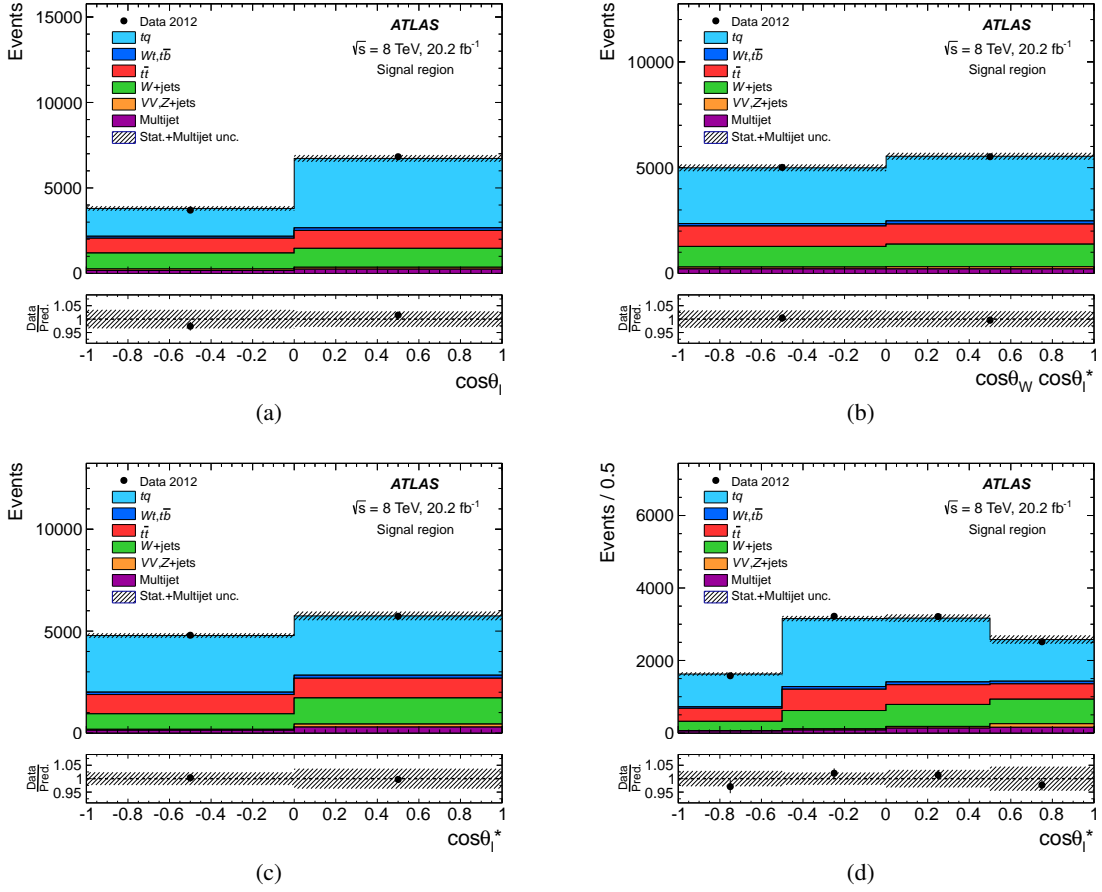 Events
15000
10000
5000
0
Data 2012
tq
Wt,tb̅
tt̅
W+jets
VV,Z+jets
Multijet
Stat.+Multijet unc.
ATLAS
√s = 8 TeV, 20.2 fb⁻¹
Signal region
Data
Pred.
1.05
1
0.95
-1 -0.8 -0.6 -0.4 -0.2 0 0.2 0.4 0.6 0.8 1
cosθ_l
(a)
Events
10000
5000
0
Data 2012
tq
Wt,tb̅
tt̅
W+jets
VV,Z+jets
Multijet
Stat.+Multijet unc.
ATLAS
√s = 8 TeV, 20.2 fb⁻¹
Signal region
Data
Pred.
1.05
1
0.95
-1 -0.8 -0.6 -0.4 -0.2 0 0.2 0.4 0.6 0.8 1
cosθ_W cosθ_l*
(b)
Events
10000
5000
0
Data 2012
tq
Wt,tb̅
tt̅
W+jets
VV,Z+jets
Multijet
Stat.+Multijet unc.
ATLAS
√s = 8 TeV, 20.2 fb⁻¹
Signal region
Data
Pred.
1.05
1
0.95
-1 -0.8 -0.6 -0.4 -0.2 0 0.2 0.4 0.6 0.8 1
cosθ_l*
(c)
Events / 0.5
6000
4000
2000
0
Data 2012
tq
Wt,tb̅
tt̅
W+jets
VV,Z+jets
Multijet
Stat.+Multijet unc.
ATLAS
√s = 8 TeV, 20.2 fb⁻¹
Signal region
Data
Pred.
1.05
1
0.95
-1 -0.8 -0.6 -0.4 -0.2 0 0.2 0.4 0.6 0.8 1
cosθ_l*
(d)